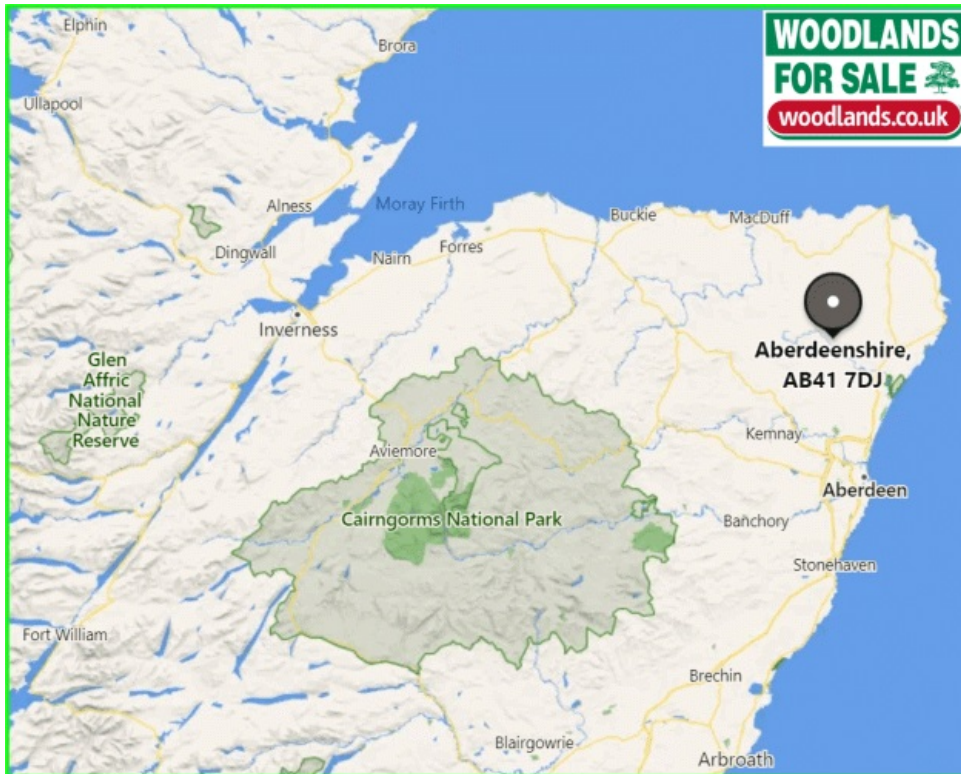 Elphin
Brora
WOODLANDS
FOR SALE
woodlands.co.uk
Ullapool
Alness
Moray Firth
Buckie
MacDuff
Dingwall
Nairn
Forres
Inverness
Glen
Affric
National
Nature
Reserve
Aberdeenshire,
AB41 7DJ
Kemnay
Aviemore
Aberdeen
Cairngorms National Park
Banchory
Stonehaven
Fort William
Brechin
Blairgowrie
Arbroath